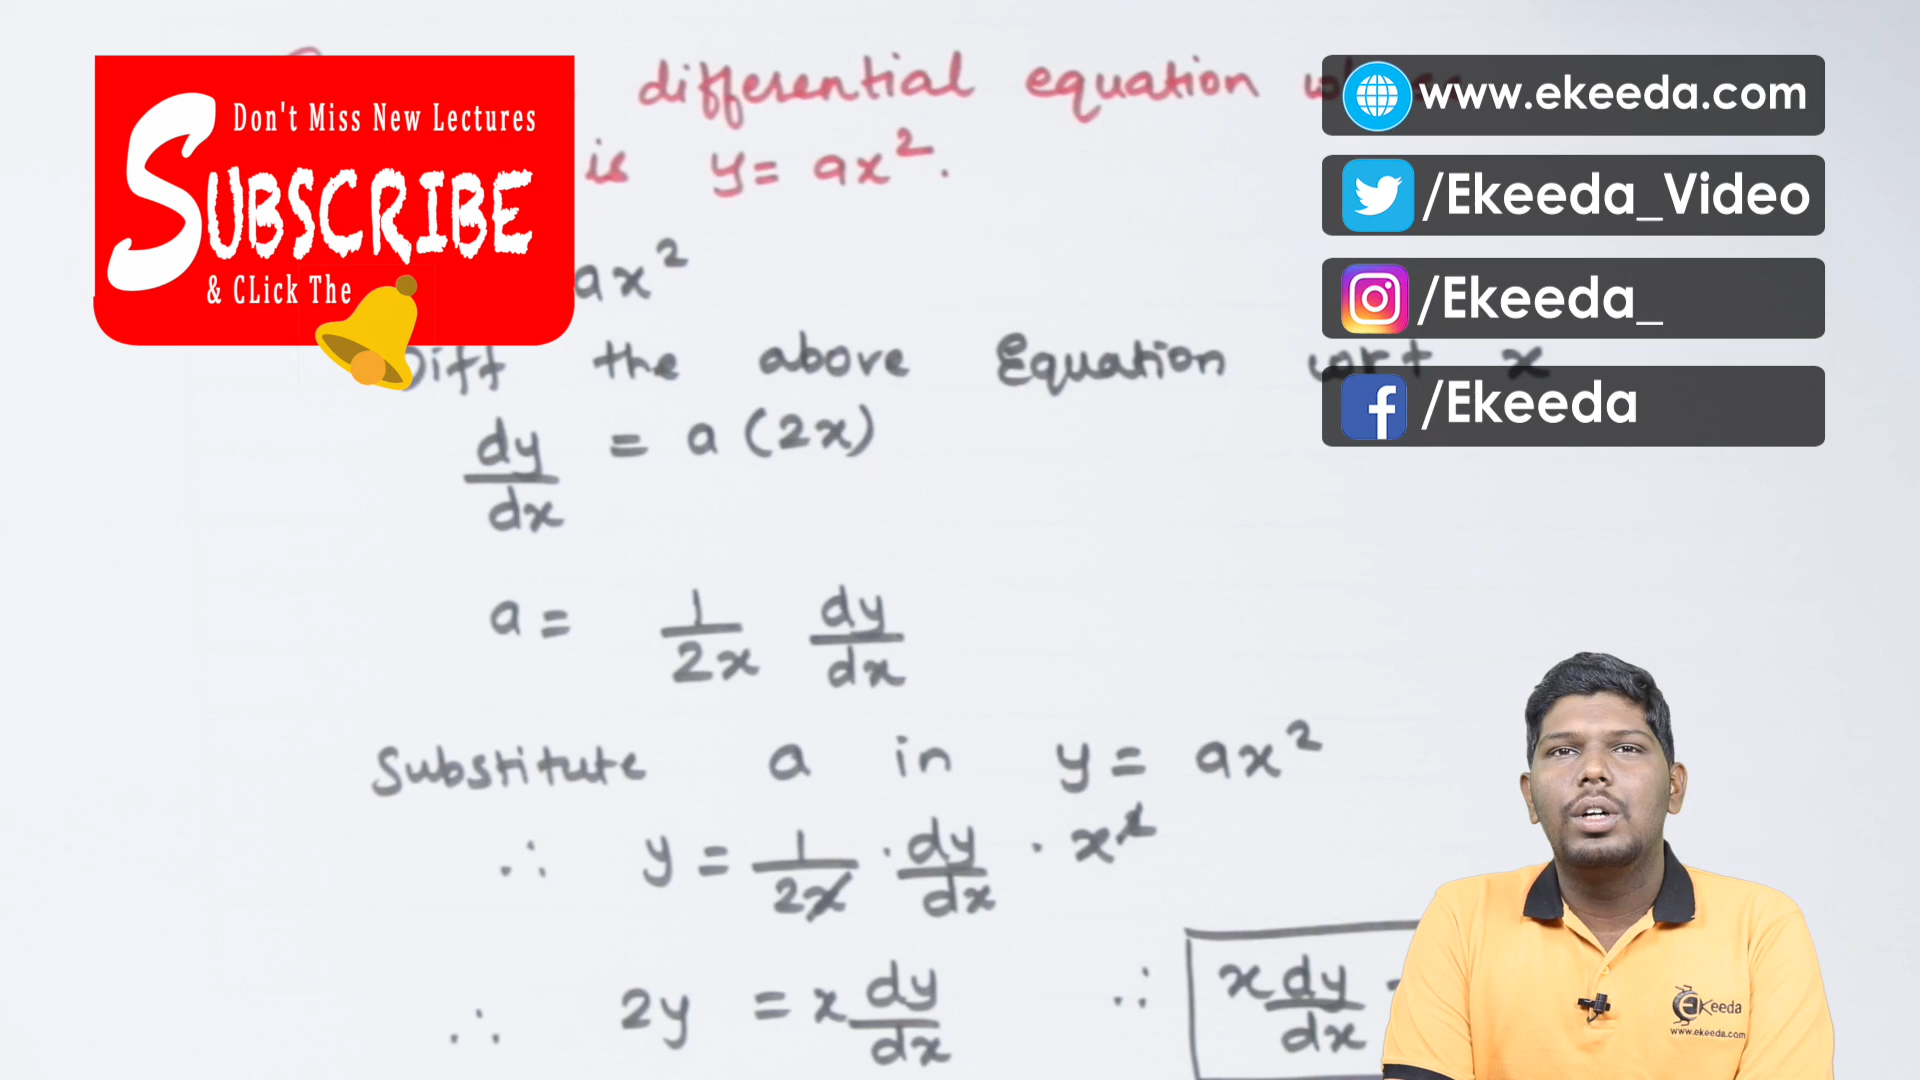 differential equation
is y = ax².
ax²
Diff the above Equation wrt x
dy/dx = a (2x)
a = 1/2x dy/dx
Substitute a in y = ax²
∴ y = 1/2x · dy/dx · x²
∴ 2y = x dy/dx ∴ x dy/dx
Don't Miss New Lectures
SUBSCRIBE
& CLick The
www.ekeeda.com
/Ekeeda_Video
/Ekeeda_
/Ekeeda
Ekeeda
www.ekeeda.com